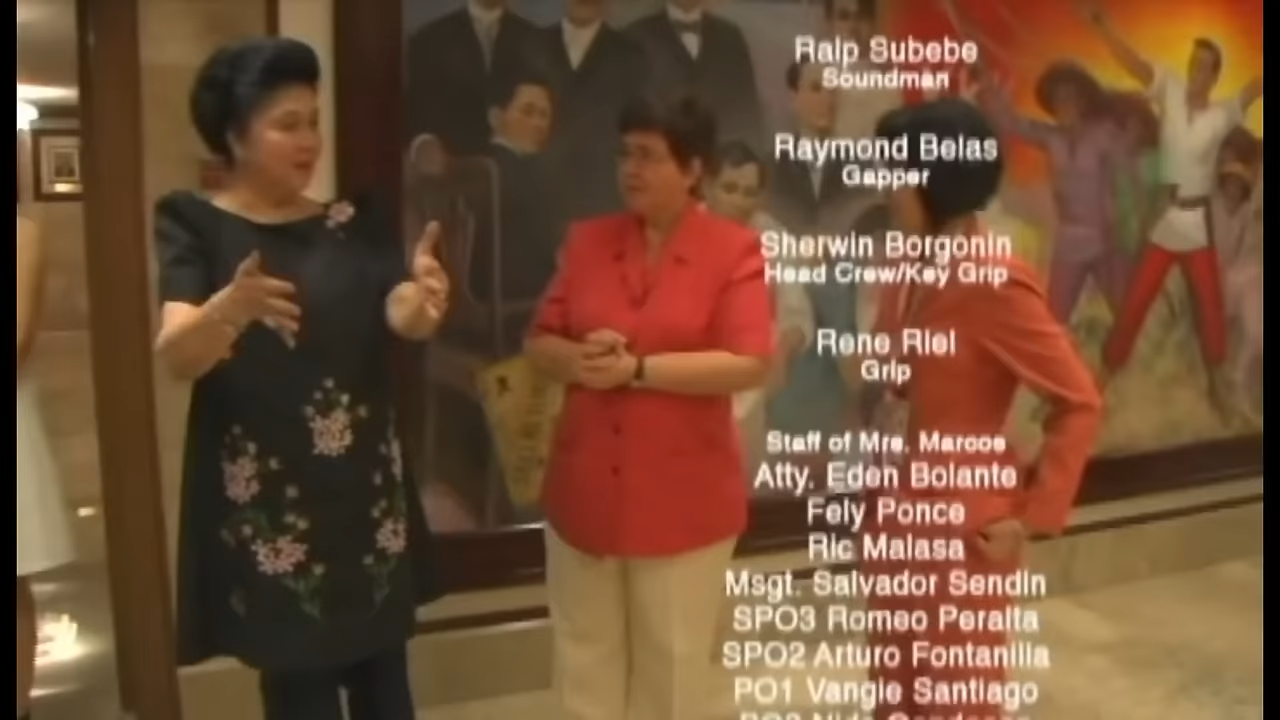 Ralp Subebe
Soundman
Raymond Belas
Gapper
Sherwin Borgonin
Head Crew/Key Grip
Rene Riel
Grip
Staff of Mrs. Marcos
Atty. Eden Bolante
Fely Ponce
Ric Malasa
Msgt. Salvador Sendin
SPO3 Romeo Peralta
SPO2 Arturo Fontanilla
PO1 Vangie Santiago